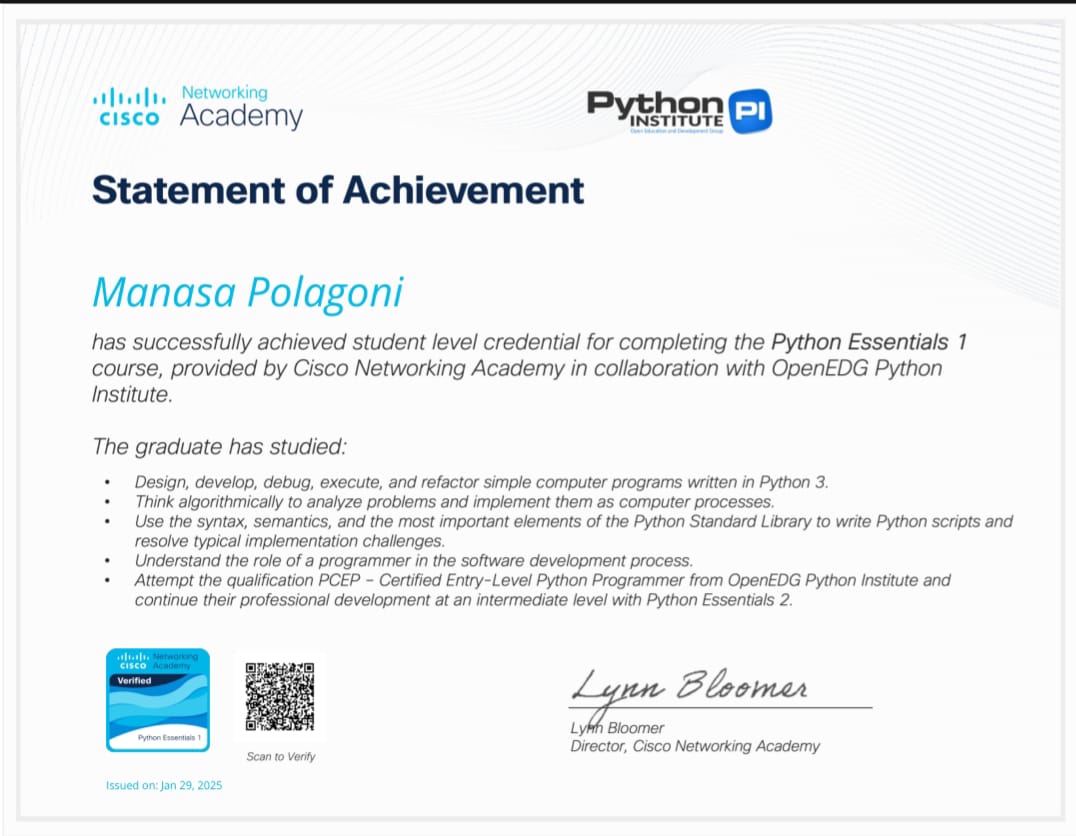 CISCO Networking Academy
Python INSTITUTE PI
Open Education and Development Group
Statement of Achievement
Manasa Polagoni
has successfully achieved student level credential for completing the Python Essentials 1
course, provided by Cisco Networking Academy in collaboration with OpenEDG Python
Institute.
The graduate has studied:
• Design, develop, debug, execute, and refactor simple computer programs written in Python 3.
• Think algorithmically to analyze problems and implement them as computer processes.
• Use the syntax, semantics, and the most important elements of the Python Standard Library to write Python scripts and
resolve typical implementation challenges.
• Understand the role of a programmer in the software development process.
• Attempt the qualification PCEP – Certified Entry-Level Python Programmer from OpenEDG Python Institute and
continue their professional development at an intermediate level with Python Essentials 2.
CISCO Networking Academy
Verified
Python Essentials 1
Scan to Verify
Issued on: Jan 29, 2025
Lynn Bloomer
Lynn Bloomer
Director, Cisco Networking Academy